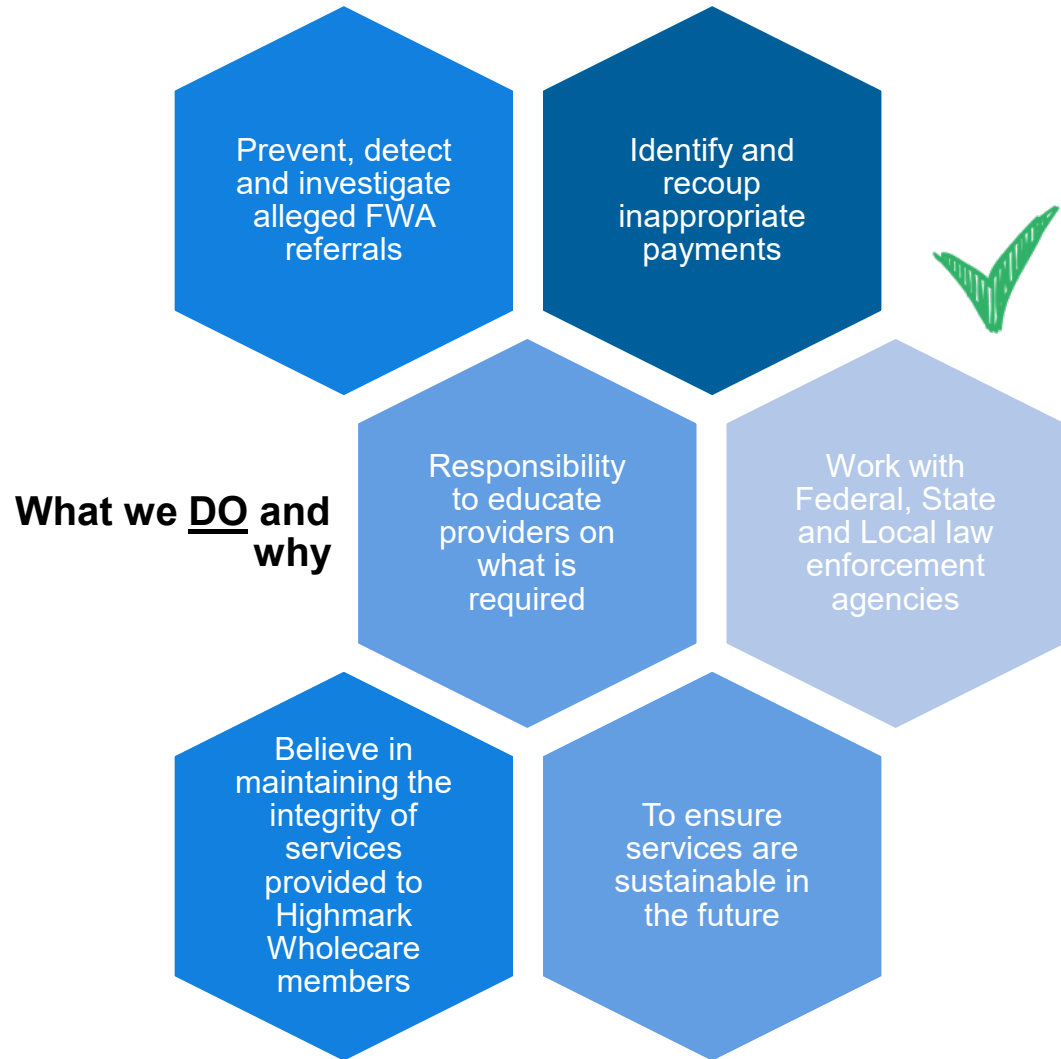 Prevent, detect
and investigate
alleged FWA
referrals
Identify and
recoup
inappropriate
payments
What we DO and
why
Responsibility
to educate
providers on
what is
required
Work with
Federal, State
and Local law
enforcement
agencies
Believe in
maintaining the
integrity of
services
provided to
Highmark
Wholecare
members
To ensure
services are
sustainable in
the future